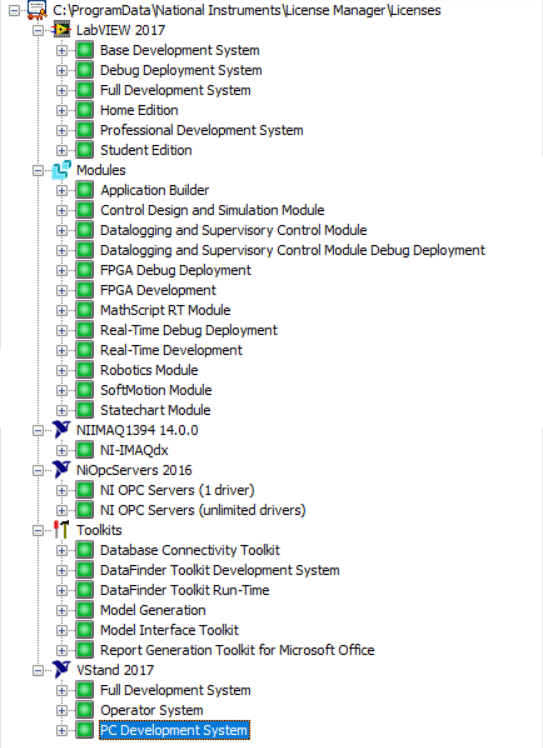 C:\ProgramData\National Instruments\License Manager\Licenses
LabVIEW 2017
Base Development System
Debug Deployment System
Full Development System
Home Edition
Professional Development System
Student Edition
Modules
Application Builder
Control Design and Simulation Module
Datalogging and Supervisory Control Module
Datalogging and Supervisory Control Module Debug Deployment
FPGA Debug Deployment
FPGA Development
MathScript RT Module
Real-Time Debug Deployment
Real-Time Development
Robotics Module
SoftMotion Module
Statechart Module
NIIMAQ1394 14.0.0
NI-IMAQdx
NiOpcServers 2016
NI OPC Servers (1 driver)
NI OPC Servers (unlimited drivers)
Toolkits
Database Connectivity Toolkit
DataFinder Toolkit Development System
DataFinder Toolkit Run-Time
Model Generation
Model Interface Toolkit
Report Generation Toolkit for Microsoft Office
VStand 2017
Full Development System
Operator System
PC Development System